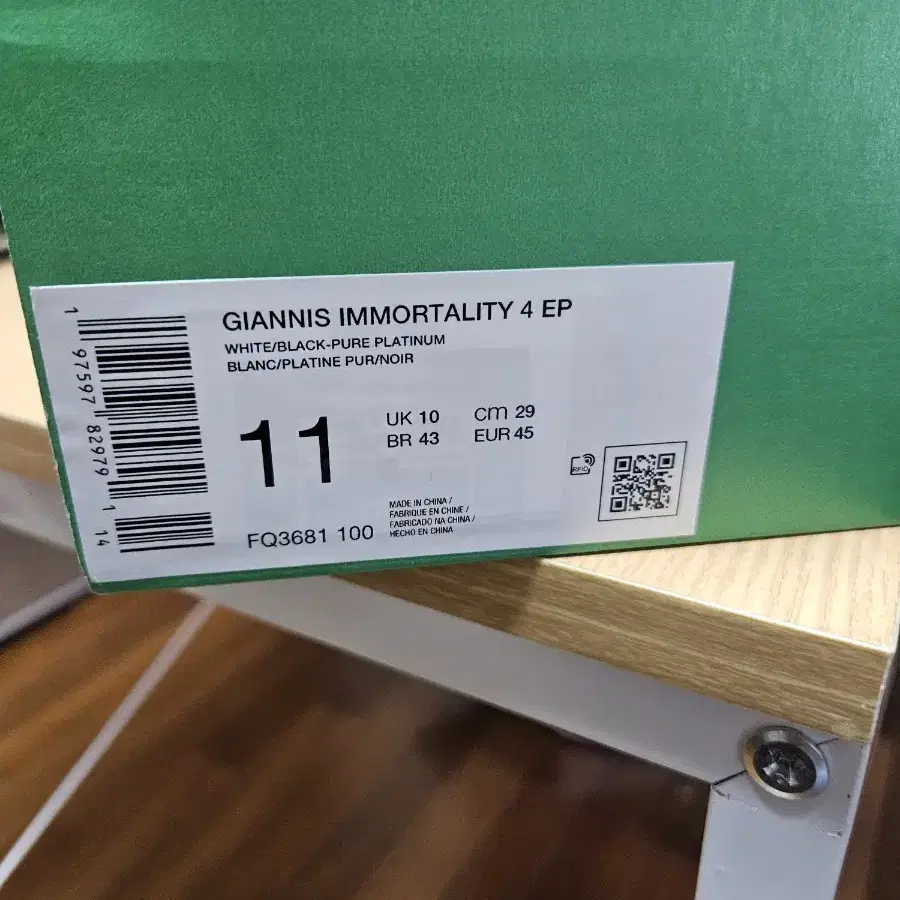 GIANNIS IMMORTALITY 4 EP
WHITE/BLACK-PURE PLATINUM
BLANC/PLATINE PUR/NOIR
11
UK 10
cm 29
BR 43
EUR 45
MADE IN CHINA /
FABRIQUE EN CHINE /
FABRICADO NA CHINA /
HECHO EN CHINA
FQ3681 100
RFID
1 97597 82979 1 14